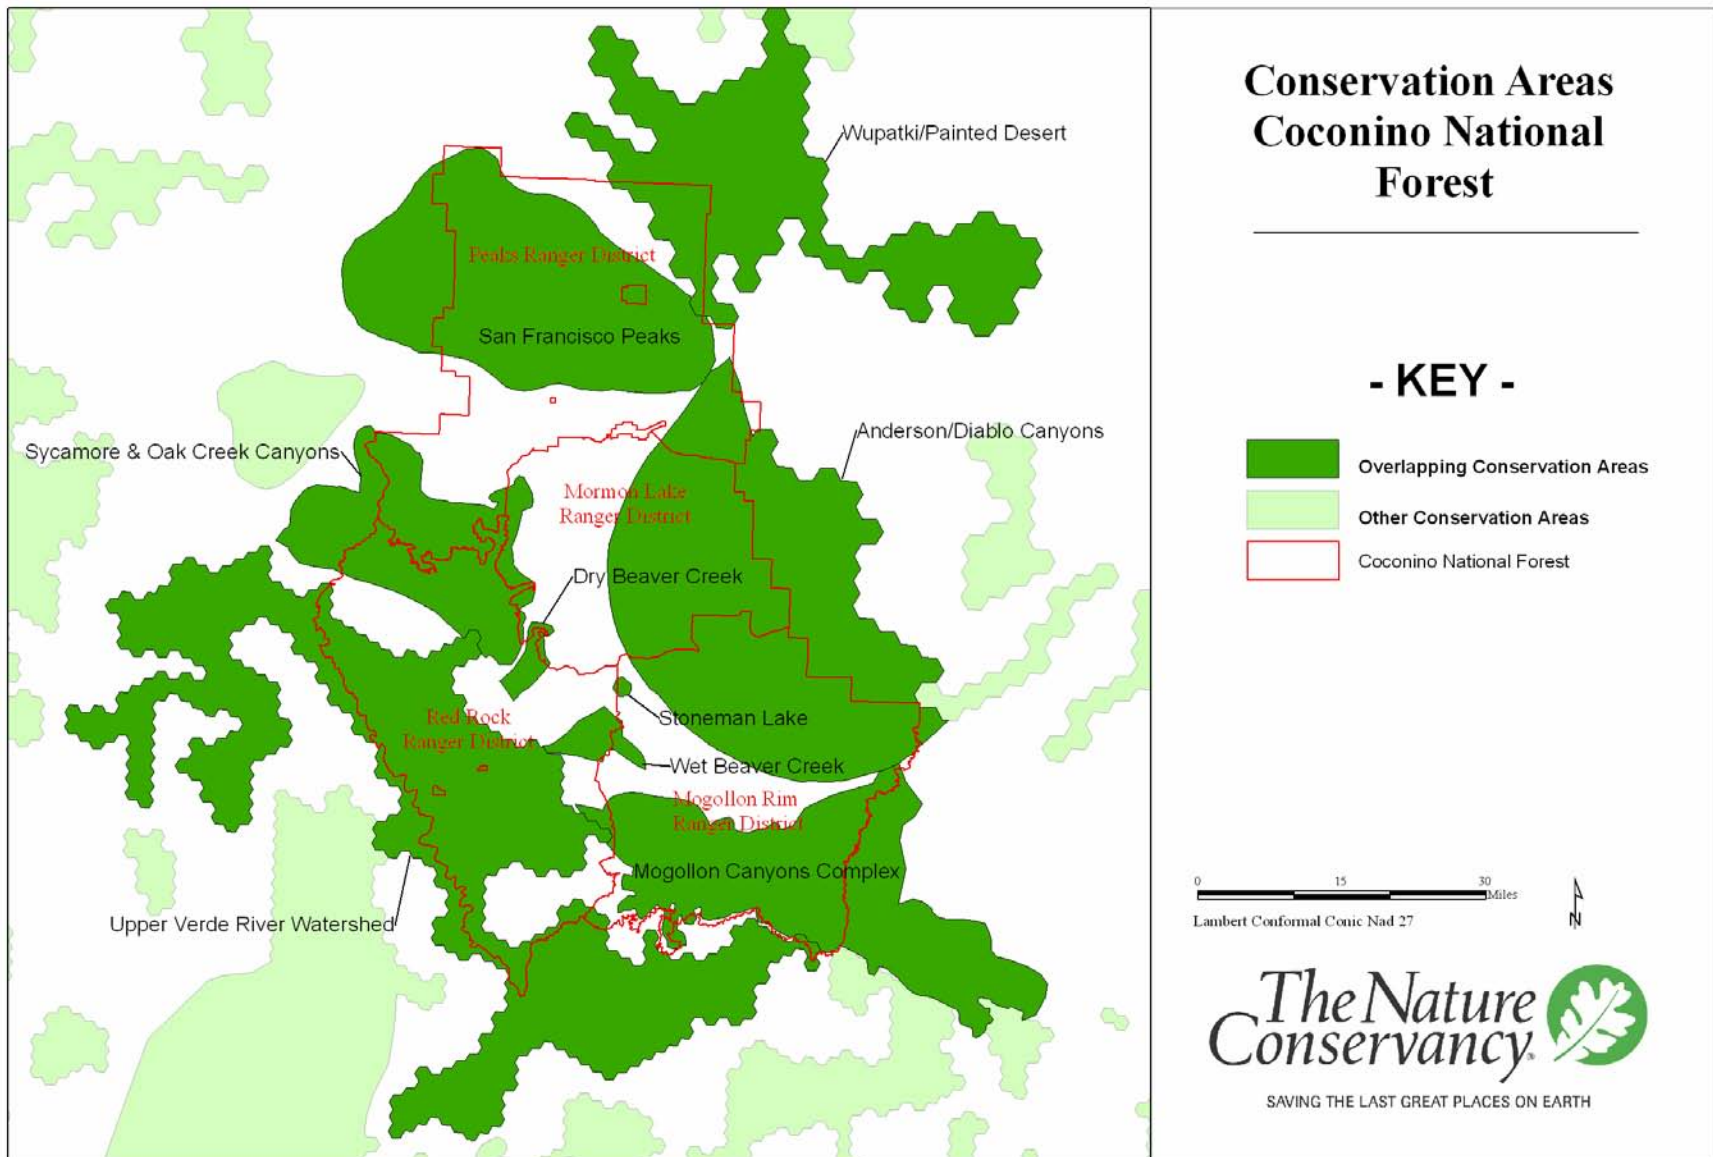 Conservation Areas
Coconino National
Forest
Wupatki/Painted Desert
Peaks Ranger District
San Francisco Peaks
- KEY -
Anderson/Diablo Canyons
Sycamore & Oak Creek Canyons
Overlapping Conservation Areas
Mormon Lake
Ranger District
Other Conservation Areas
Coconino National Forest
Dry Beaver Creek
Red Rock
Ranger District
Stoneman Lake
Wet Beaver Creek
Mogollon Rim
Ranger District
Mogollon Canyons Complex
Upper Verde River Watershed
0 15 30
Miles
Lambert Conformal Conic Nad 27
N
The Nature
Conservancy®
SAVING THE LAST GREAT PLACES ON EARTH